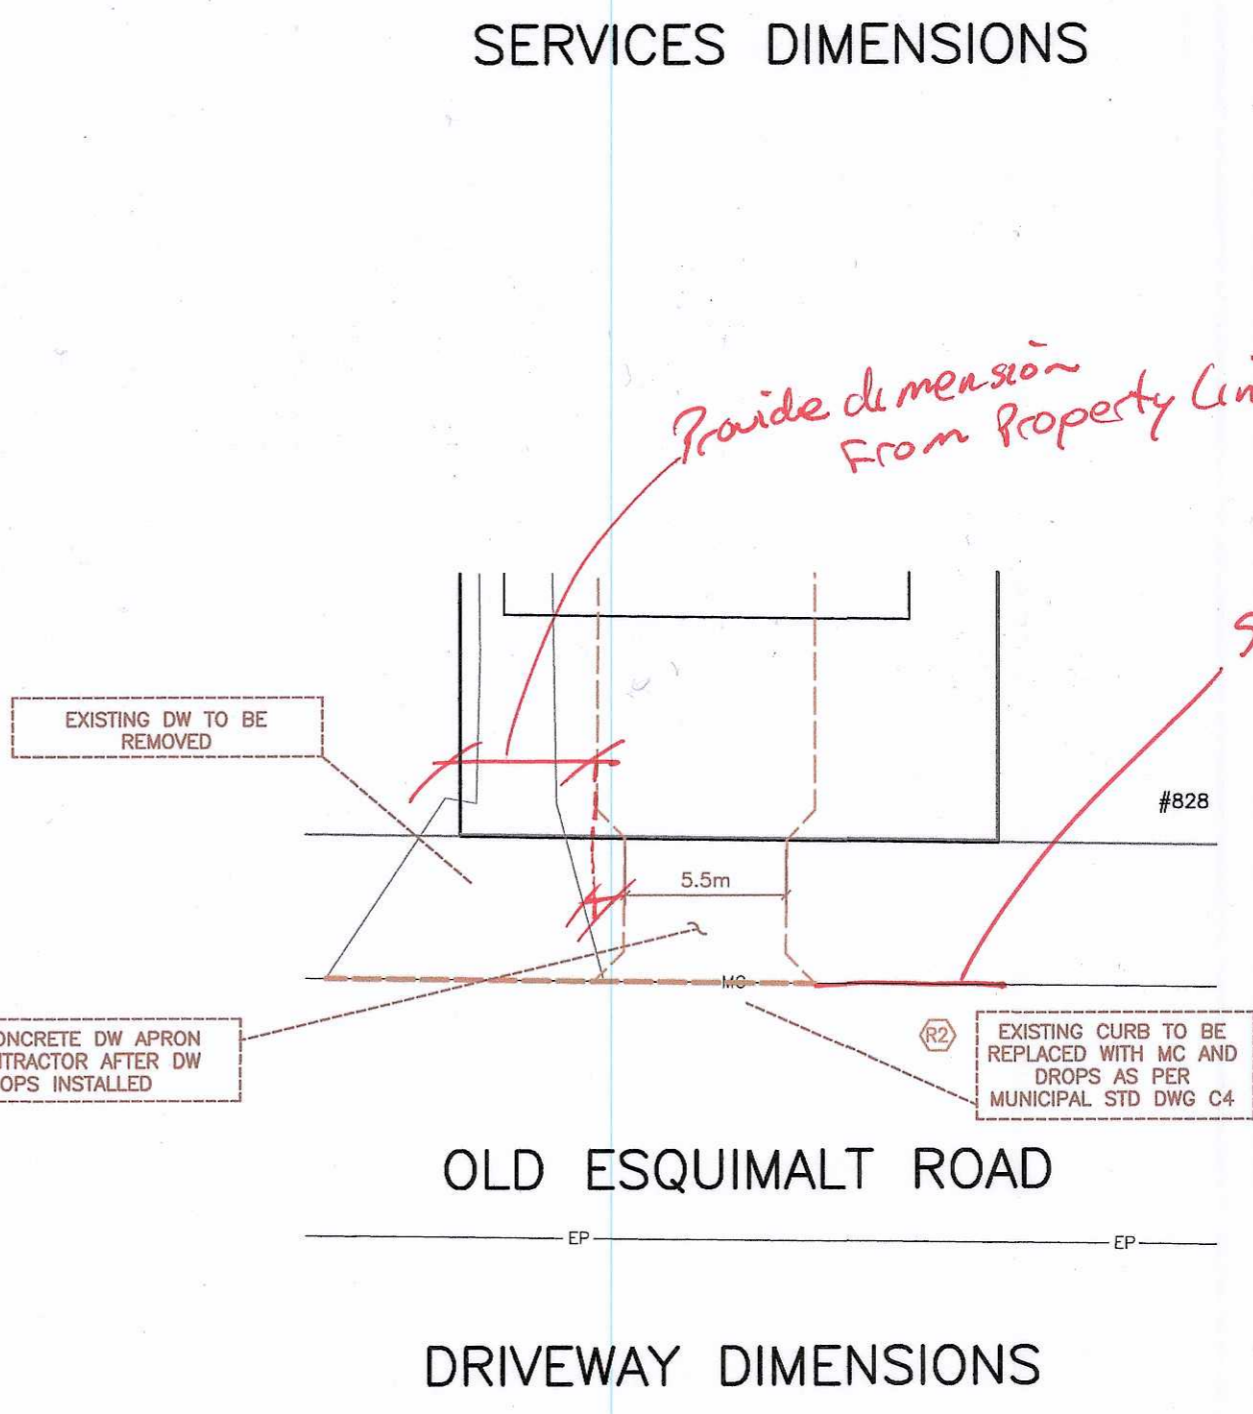 SERVICES DIMENSIONS
Provide dimension
From Property
EXISTING DW TO BE
REMOVED
#828
5.5m
MC
CONCRETE DW APRON
CONTRACTOR AFTER DW
OPS INSTALLED
R2
EXISTING CURB TO BE
REPLACED WITH MC AND
DROPS AS PER
MUNICIPAL STD DWG C4
OLD ESQUIMALT ROAD
EP
EP
DRIVEWAY DIMENSIONS